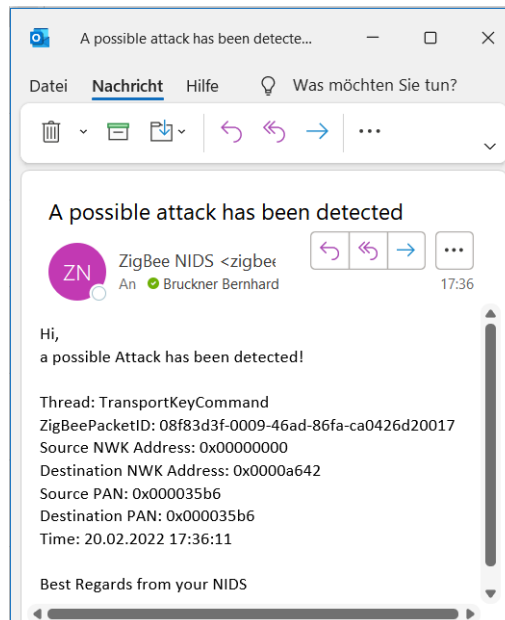 A possible attack has been detecte...
Datei Nachricht Hilfe Was möchten Sie tun?
A possible attack has been detected
ZN
ZigBee NIDS <zigbee
An Bruckner Bernhard
17:36
Hi,
a possible Attack has been detected!
Thread: TransportKeyCommand
ZigBeePacketID: 08f83d3f-0009-46ad-86fa-ca0426d20017
Source NWK Address: 0x00000000
Destination NWK Address: 0x0000a642
Source PAN: 0x000035b6
Destination PAN: 0x000035b6
Time: 20.02.2022 17:36:11
Best Regards from your NIDS